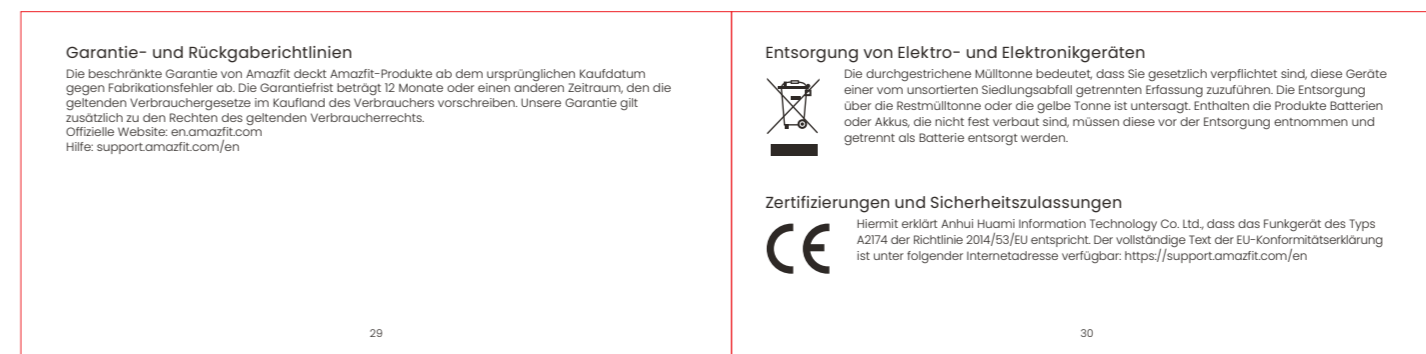 Garantie- und Rückgaberichtlinien
Die beschränkte Garantie von Amazfit deckt Amazfit-Produkte ab dem ursprünglichen Kaufdatum
gegen Fabrikationsfehler ab. Die Garantiefrist beträgt 12 Monate oder einen anderen Zeitraum, den die
geltenden Verbrauchergesetze im Kaufland des Verbrauchers vorschreiben. Unsere Garantie gilt
zusätzlich zu den Rechten des geltenden Verbraucherrechts.
Offizielle Website: en.amazfit.com
Hilfe: support.amazfit.com/en
29
Entsorgung von Elektro- und Elektronikgeräten
Die durchgestrichene Mülltonne bedeutet, dass Sie gesetzlich verpflichtet sind, diese Geräte
einer vom unsortierten Siedlungsabfall getrennten Erfassung zuzuführen. Die Entsorgung
über die Restmülltonne oder die gelbe Tonne ist untersagt. Enthalten die Produkte Batterien
oder Akkus, die nicht fest verbaut sind, müssen diese vor der Entsorgung entnommen und
getrennt als Batterie entsorgt werden.
Zertifizierungen und Sicherheitszulassungen
CE
Hiermit erklärt Anhui Huami Information Technology Co. Ltd., dass das Funkgerät des Typs
A2174 der Richtlinie 2014/53/EU entspricht. Der vollständige Text der EU-Konformitätserklärung
ist unter folgender Internetadresse verfügbar: https://support.amazfit.com/en
30